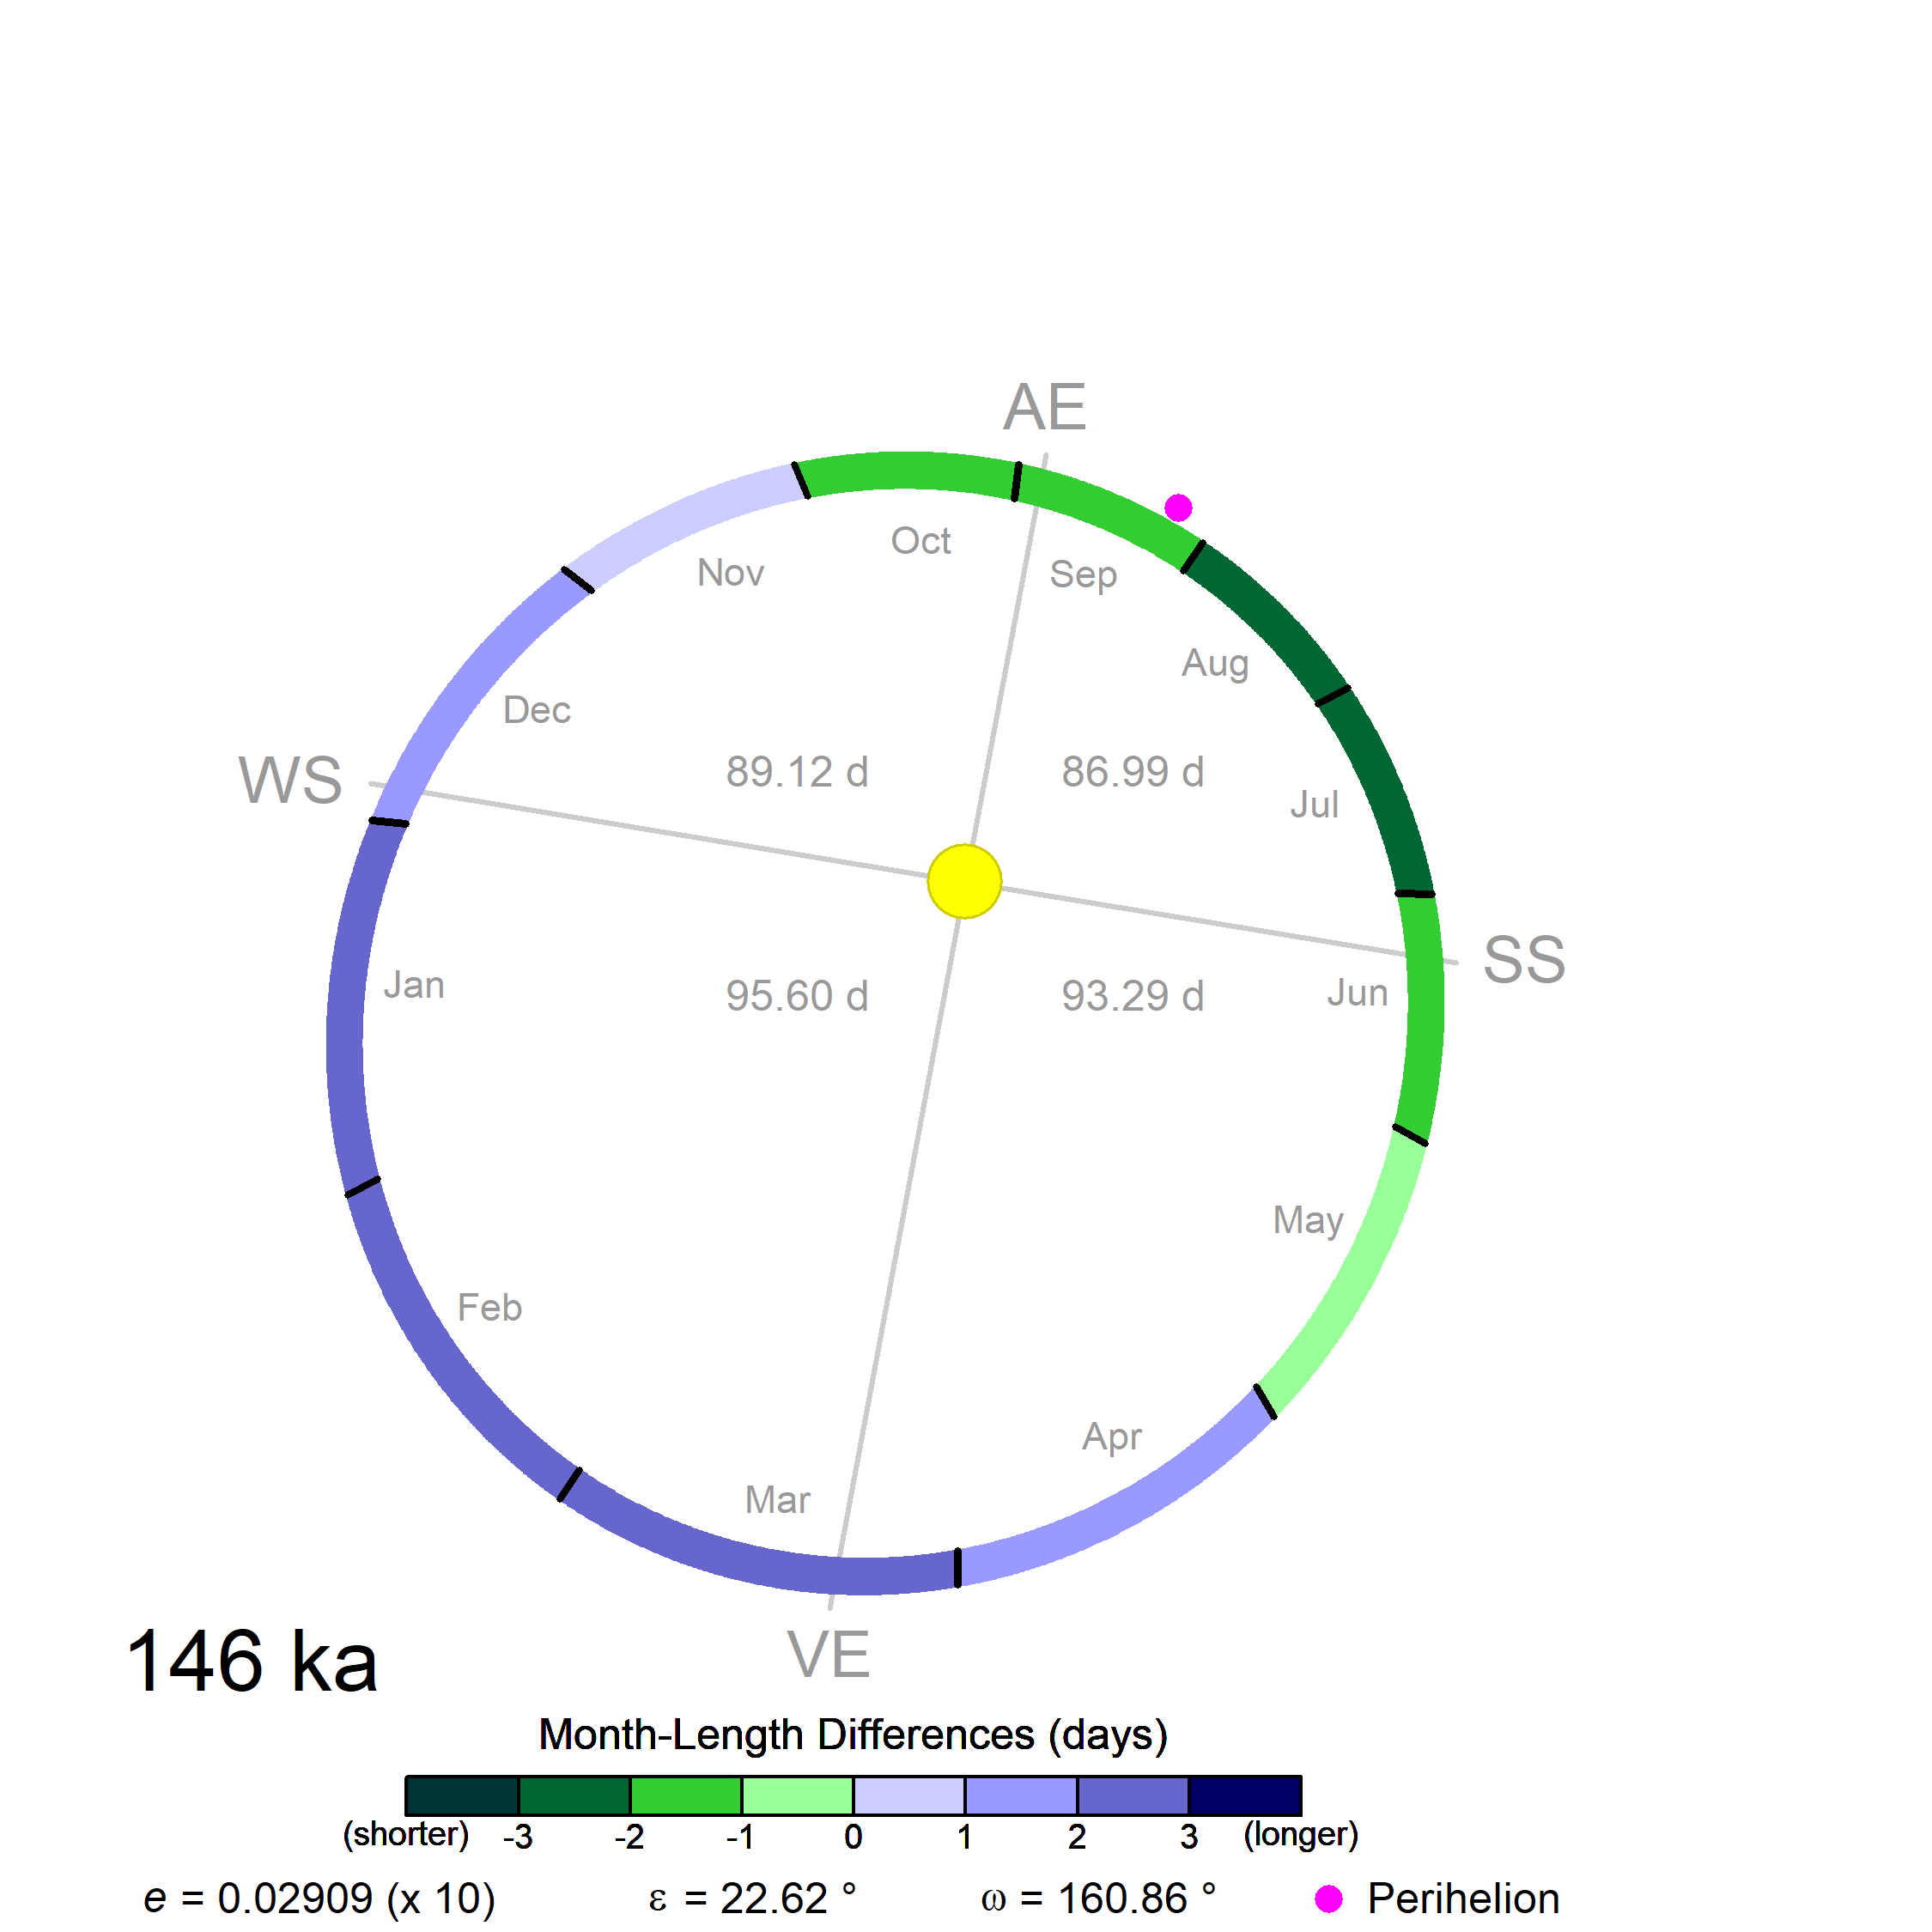 AE
Oct
Nov
Sep
Aug
Dec
WS
89.12 d
86.99 d
Jul
SS
Jan
95.60 d
93.29 d
Jun
May
Feb
Apr
Mar
VE
146 ka
Month-Length Differences (days)
(shorter) -3 -2 -1 0 1 2 3 (longer)
e = 0.02909 (x 10) ε = 22.62 ° ω = 160.86 ° Perihelion